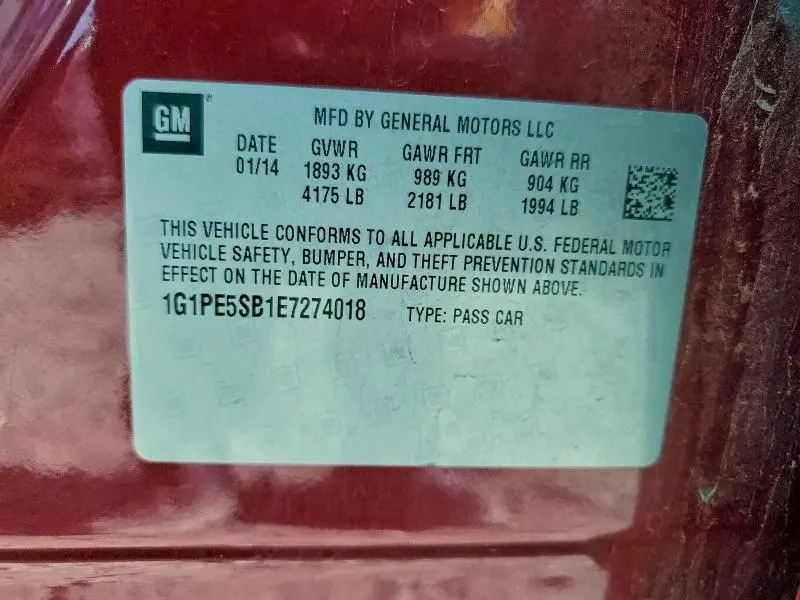 GM® MFD BY GENERAL MOTORS LLC
DATE GVWR GAWR FRT GAWR RR
01/14 1893 KG 989 KG 904 KG
4175 LB 2181 LB 1994 LB
THIS VEHICLE CONFORMS TO ALL APPLICABLE U.S. FEDERAL MOTOR
VEHICLE SAFETY, BUMPER, AND THEFT PREVENTION STANDARDS IN
EFFECT ON THE DATE OF MANUFACTURE SHOWN ABOVE.
1G1PE5SB1E7274018 TYPE: PASS CAR